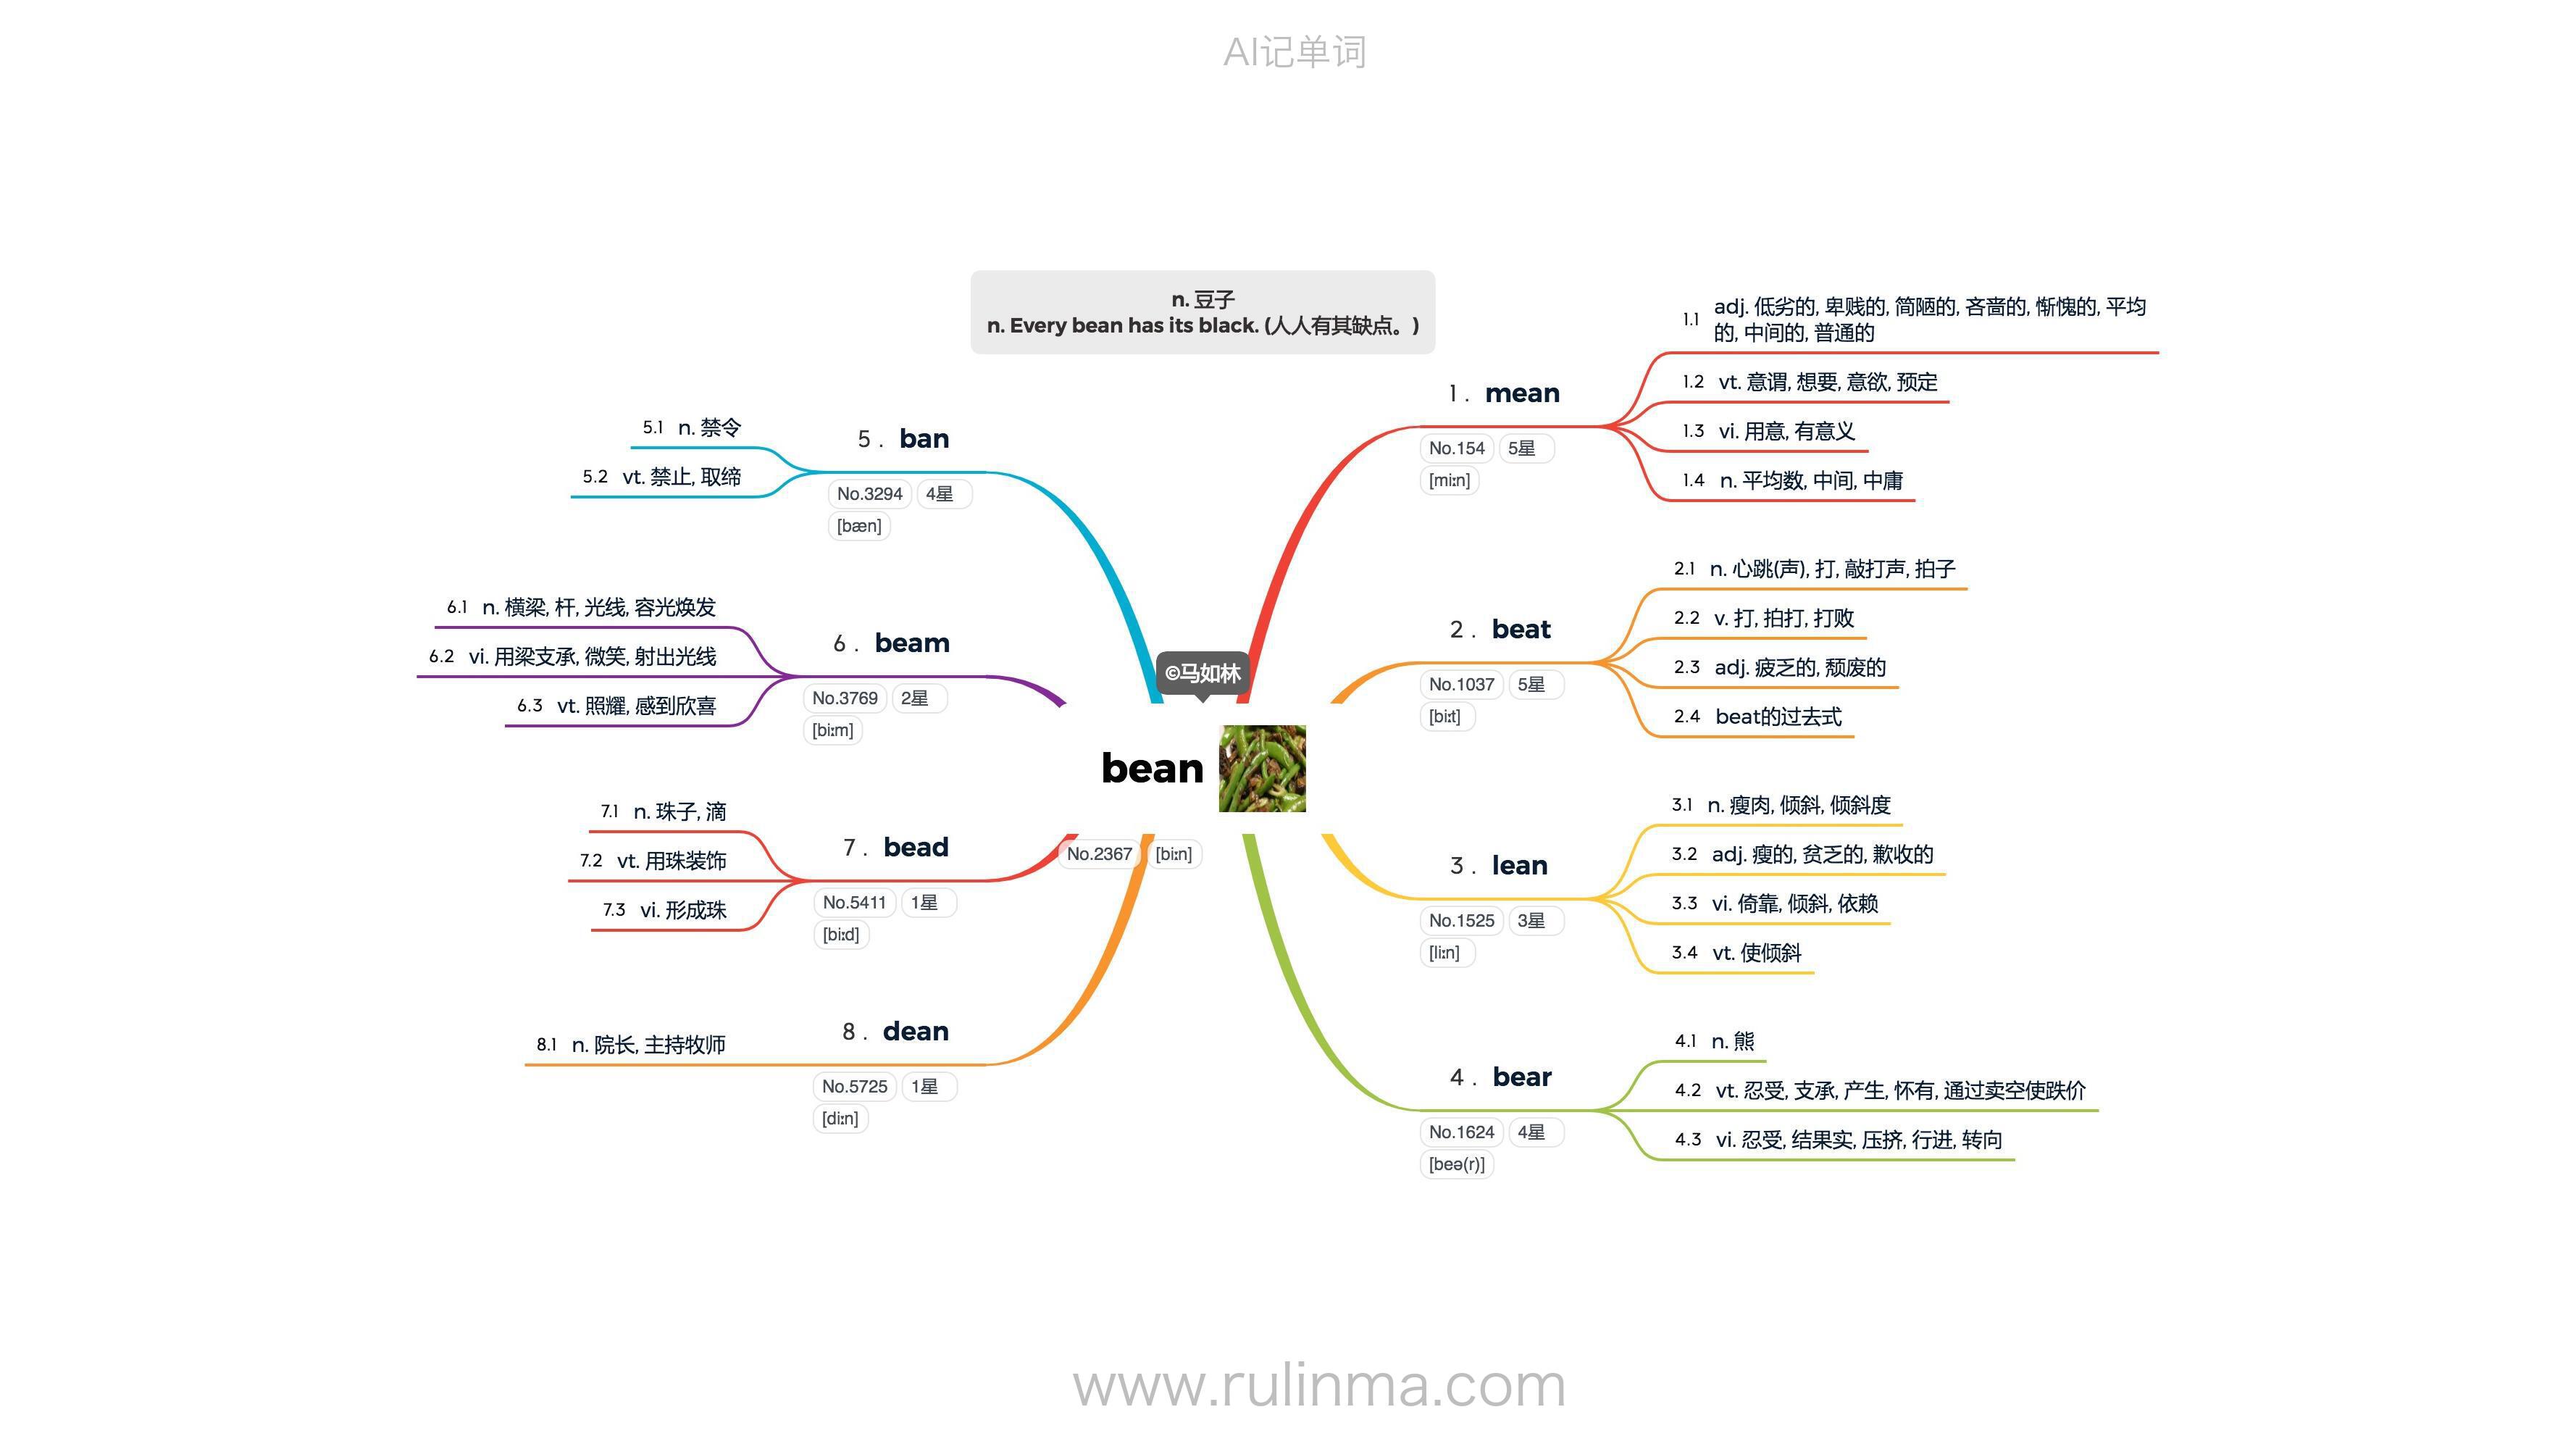 AI记单词
n. 豆子
n. Every bean has its black. (人人有其缺点。)
©马如林
bean
No.2367 [biːn]
1. mean
No.154 5星
[miːn]
1.1 adj. 低劣的, 卑贱的, 简陋的, 吝啬的, 惭愧的, 平均
的, 中间的, 普通的
1.2 vt. 意谓, 想要, 意欲, 预定
1.3 vi. 用意, 有意义
1.4 n. 平均数, 中间, 中庸
2. beat
No.1037 5星
[biːt]
2.1 n. 心跳(声), 打, 敲打声, 拍子
2.2 v. 打, 拍打, 打败
2.3 adj. 疲乏的, 颓废的
2.4 beat的过去式
3. lean
No.1525 3星
[liːn]
3.1 n. 瘦肉, 倾斜, 倾斜度
3.2 adj. 瘦的, 贫乏的, 歉收的
3.3 vi. 倚靠, 倾斜, 依赖
3.4 vt. 使倾斜
4. bear
No.1624 4星
[beə(r)]
4.1 n. 熊
4.2 vt. 忍受, 支承, 产生, 怀有, 通过卖空使跌价
4.3 vi. 忍受, 结果实, 压挤, 行进, 转向
5. ban
No.3294 4星
[bæn]
5.1 n. 禁令
5.2 vt. 禁止, 取缔
6. beam
No.3769 2星
[biːm]
6.1 n. 横梁, 杆, 光线, 容光焕发
6.2 vi. 用梁支承, 微笑, 射出光线
6.3 vt. 照耀, 感到欣喜
7. bead
No.5411 1星
[biːd]
7.1 n. 珠子, 滴
7.2 vt. 用珠装饰
7.3 vi. 形成珠
8. dean
No.5725 1星
[diːn]
8.1 n. 院长, 主持牧师
www.rulinma.com